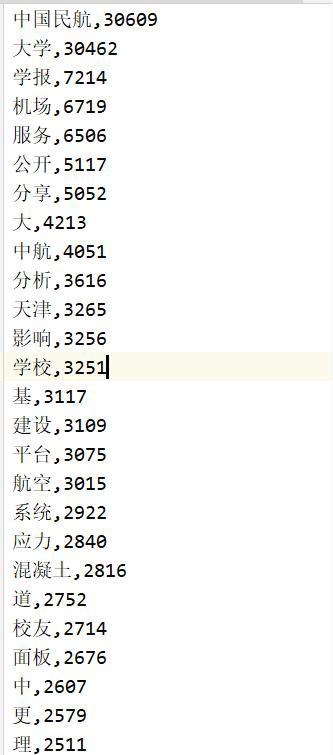 中国民航,30609
大学,30462
学报,7214
机场,6719
服务,6506
公开,5117
分享,5052
大,4213
中航,4051
分析,3616
天津,3265
影响,3256
学校,3251
基,3117
建设,3109
平台,3075
航空,3015
系统,2922
应力,2840
混凝土,2816
道,2752
校友,2714
面板,2676
中,2607
更,2579
理,2511